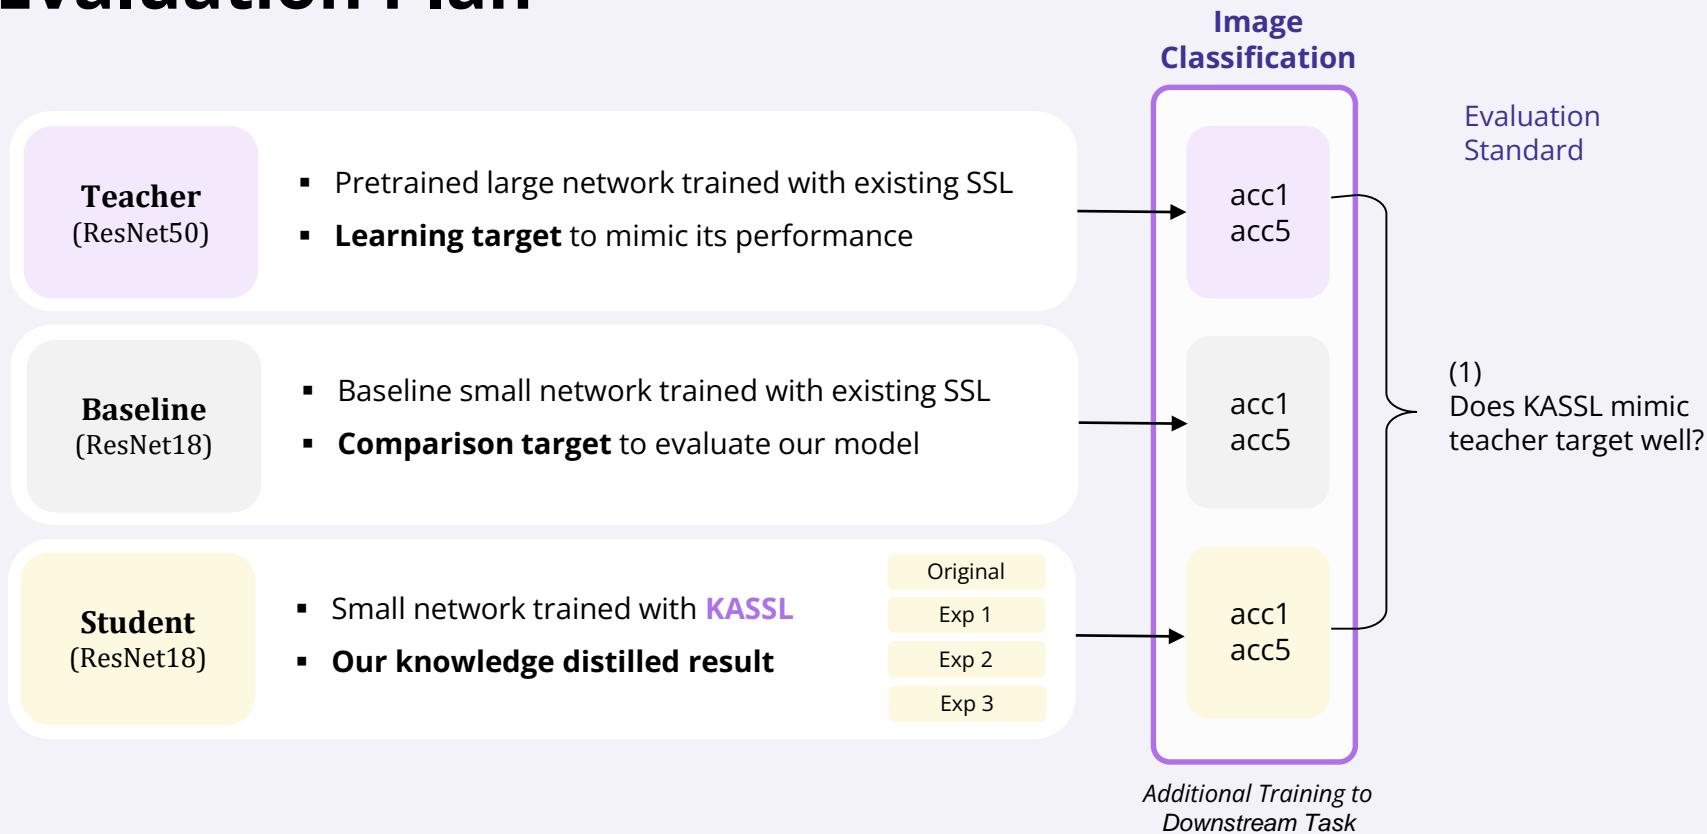 Evaluation Plan
Image
Classification
Evaluation
Standard
Teacher
(ResNet50)
▪ Pretrained large network trained with existing SSL
▪ Learning target to mimic its performance
acc1
acc5
Baseline
(ResNet18)
▪ Baseline small network trained with existing SSL
▪ Comparison target to evaluate our model
acc1
acc5
(1)
Does KASSL mimic
teacher target well?
Student
(ResNet18)
▪ Small network trained with KASSL
▪ Our knowledge distilled result
Original
Exp 1
Exp 2
Exp 3
acc1
acc5
Additional Training to
Downstream Task